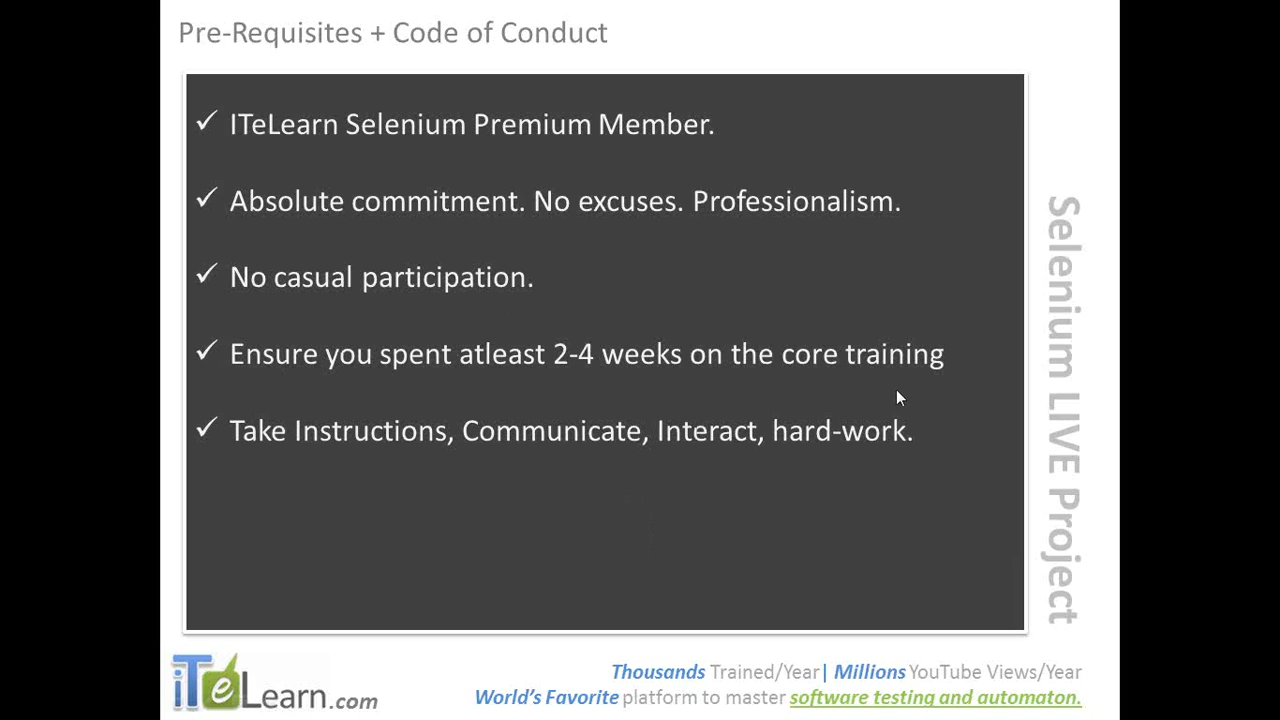 Pre-Requisites + Code of Conduct
✓ ITeLearn Selenium Premium Member.
✓ Absolute commitment. No excuses. Professionalism.
✓ No casual participation.
✓ Ensure you spent atleast 2-4 weeks on the core training
✓ Take Instructions, Communicate, Interact, hard-work.
Selenium LIVE Project
iTeLearn.com
Thousands Trained/Year| Millions YouTube Views/Year
World's Favorite platform to master software testing and automaton.